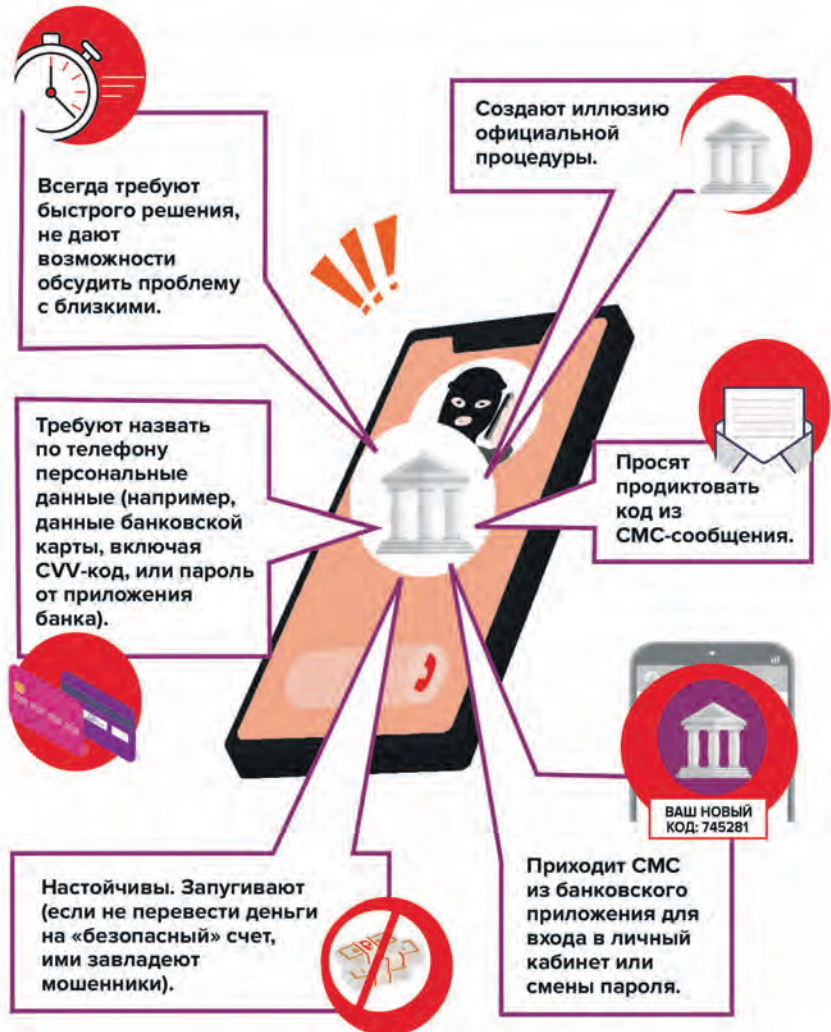 Всегда требуют
быстрого решения,
не дают
возможности
обсудить проблему
с близкими.
Создают иллюзию
официальной
процедуры.
Требуют назвать
по телефону
персональные
данные (например,
данные банковской
карты, включая
CVV-код, или пароль
от приложения
банка).
Просят
продиктовать
код из
СМС-сообщения.
Настойчивы. Запугивают
(если не перевести деньги
на «безопасный» счет,
ими завладеют
мошенники).
ВАШ НОВЫЙ
КОД: 745281
Приходит СМС
из банковского
приложения для
входа в личный
кабинет или
смены пароля.